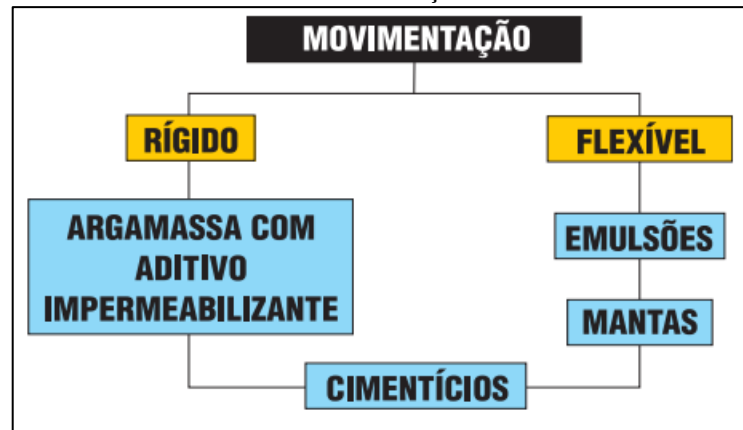 MOVIMENTAÇÃO
RÍGIDO
FLEXÍVEL
ARGAMASSA COM
ADITIVO
IMPERMEABILIZANTE
EMULSÕES
MANTAS
CIMENTÍCIOS